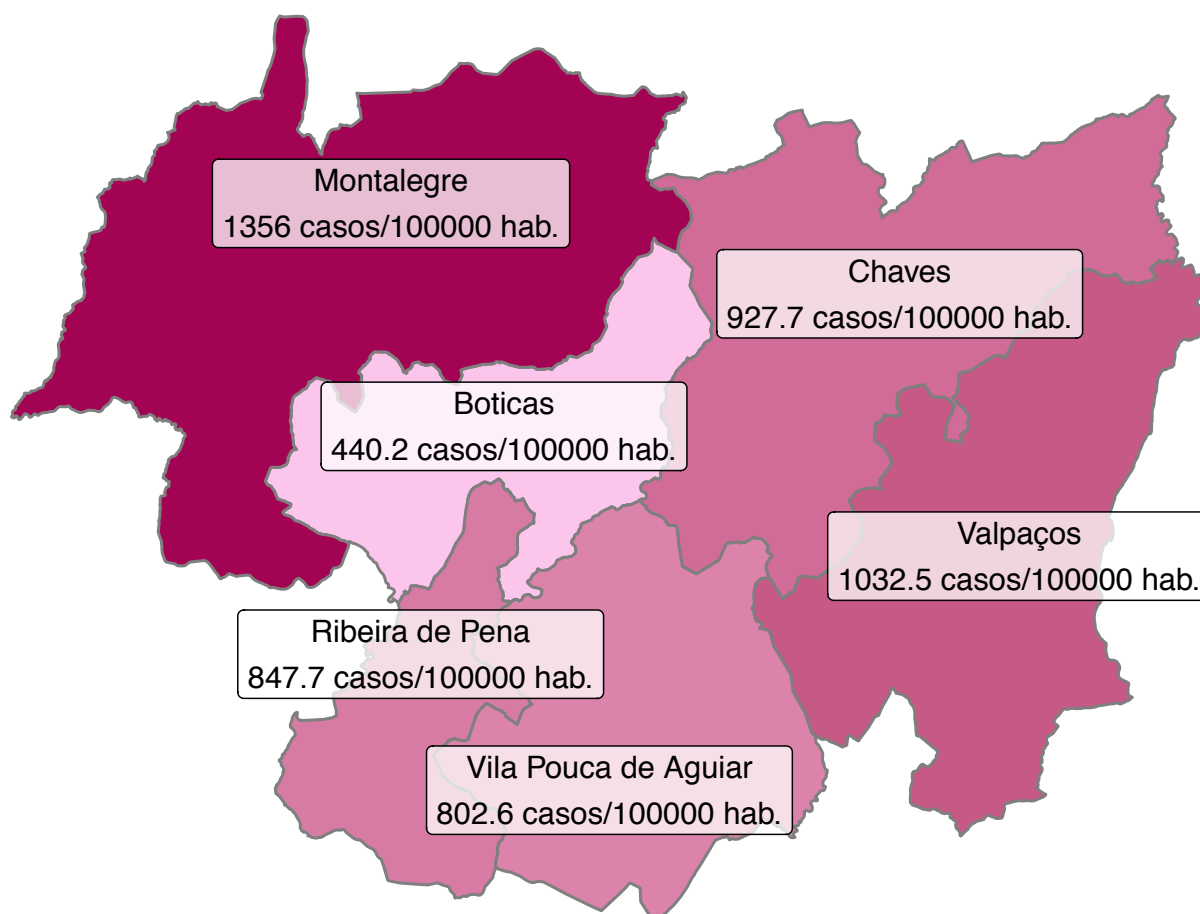 Montalegre
1356 casos/100000 hab.
Chaves
927.7 casos/100000 hab.
Boticas
440.2 casos/100000 hab.
Valpaços
1032.5 casos/100000 hab.
Ribeira de Pena
847.7 casos/100000 hab.
Vila Pouca de Aguiar
802.6 casos/100000 hab.